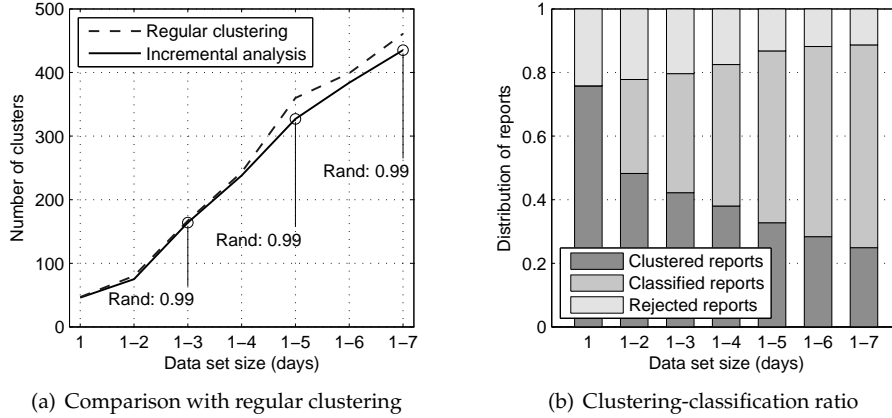 500
400
300
200
100
0
Number of clusters
Regular clustering
Incremental analysis
Rand: 0.99
Rand: 0.99
Rand: 0.99
1 1−2 1−3 1−4 1−5 1−6 1−7
Data set size (days)
(a) Comparison with regular clustering
1
0.8
0.6
0.4
0.2
0
Distribution of reports
Clustered reports
Classified reports
Rejected reports
1 1−2 1−3 1−4 1−5 1−6 1−7
Data set size (days)
(b) Clustering-classification ratio